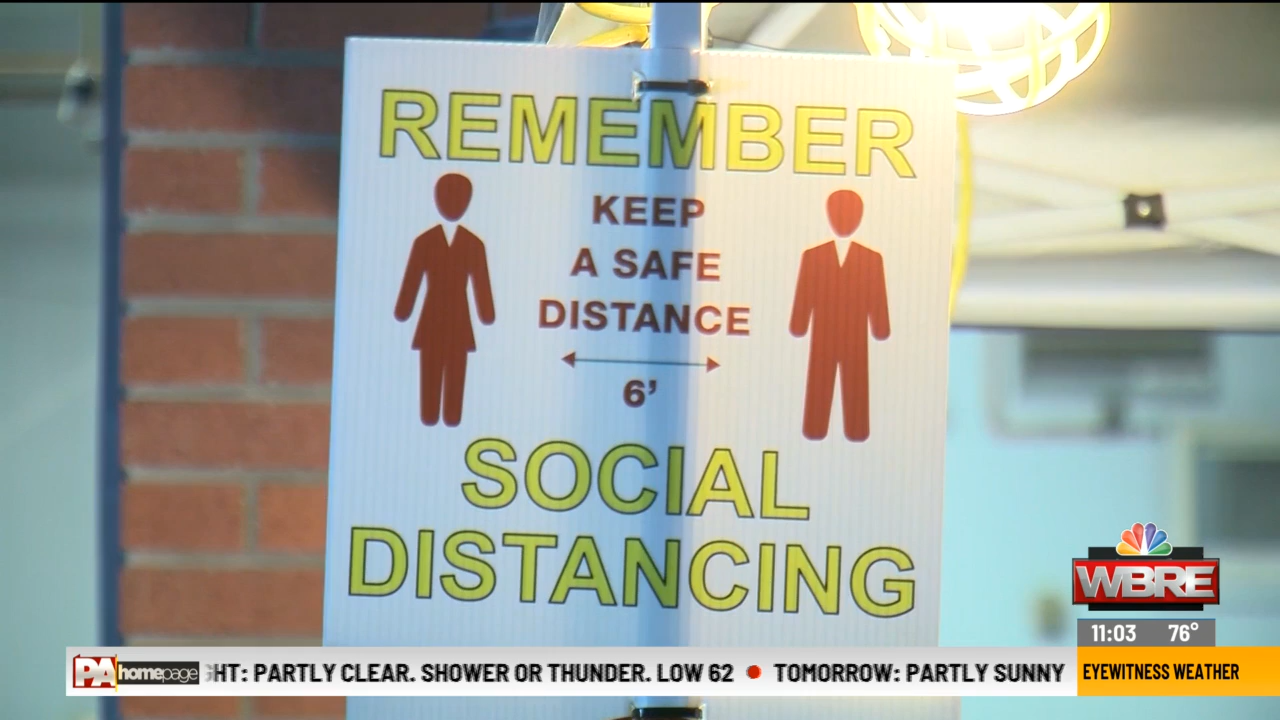 REMEMBER
KEEP
A SAFE
DISTANCE
6’
SOCIAL
DISTANCING
WBRE
11:03 76°
PA homepage HT: PARTLY CLEAR. SHOWER OR THUNDER. LOW 62 • TOMORROW: PARTLY SUNNY EYEWITNESS WEATHER